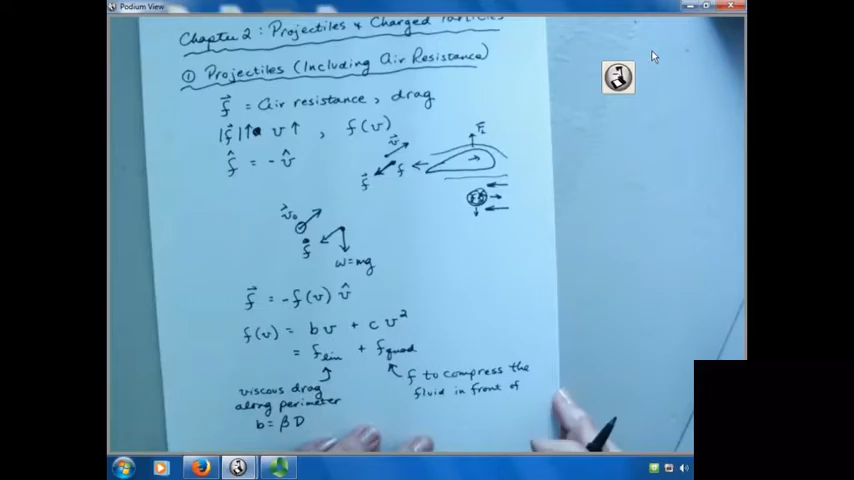 Podium View
Chapter 2 : Projectiles & Charged Particles
① Projectiles (Including Air Resistance)
f⃗ = Air resistance, drag
|f⃗|↑ v↑ , f(v)
f̂ = - v̂
v⃗
f⃗
f
F⃗L
v⃗₀
f⃗
w=mg
f⃗ = -f(v) v̂
f(v) = bv + cv²
= f_lin + f_quad
viscous drag
along perimeter
b = βD
f to compress the
fluid in front of